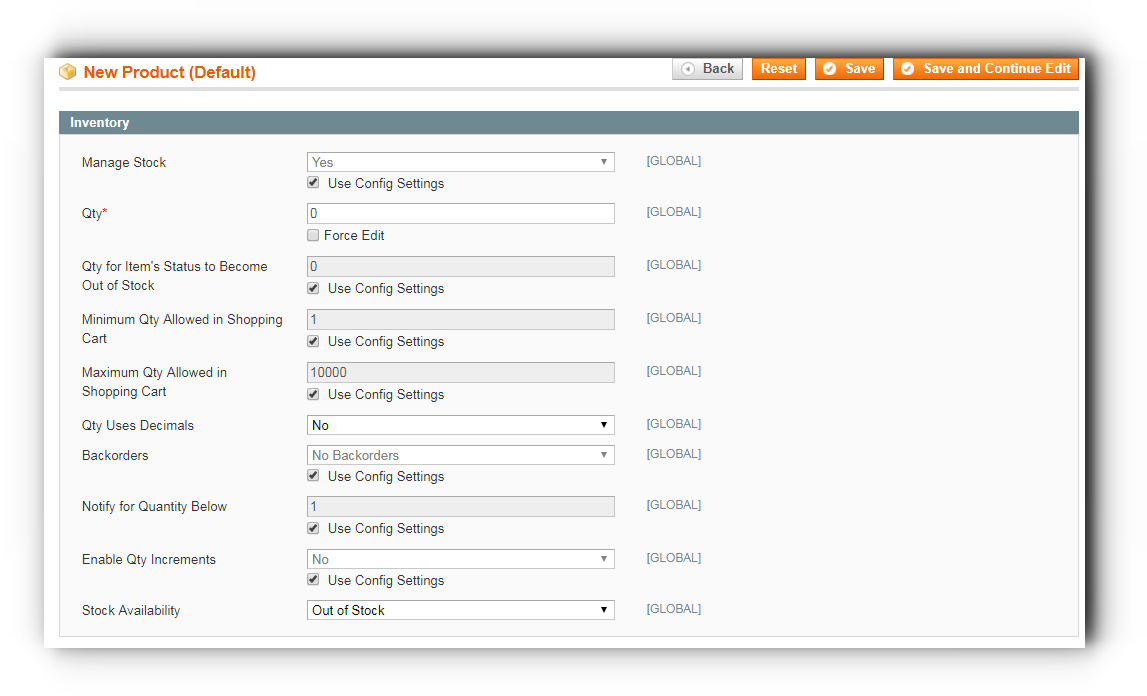 New Product (Default)
Back
Reset
Save
Save and Continue Edit
Inventory
Manage Stock
Yes
[GLOBAL]
Use Config Settings
Qty*
0
[GLOBAL]
Force Edit
Qty for Item's Status to Become
Out of Stock
0
[GLOBAL]
Use Config Settings
Minimum Qty Allowed in Shopping
Cart
1
[GLOBAL]
Use Config Settings
Maximum Qty Allowed in
Shopping Cart
10000
[GLOBAL]
Use Config Settings
Qty Uses Decimals
No
[GLOBAL]
Backorders
No Backorders
[GLOBAL]
Use Config Settings
Notify for Quantity Below
1
[GLOBAL]
Use Config Settings
Enable Qty Increments
No
[GLOBAL]
Use Config Settings
Stock Availability
Out of Stock
[GLOBAL]